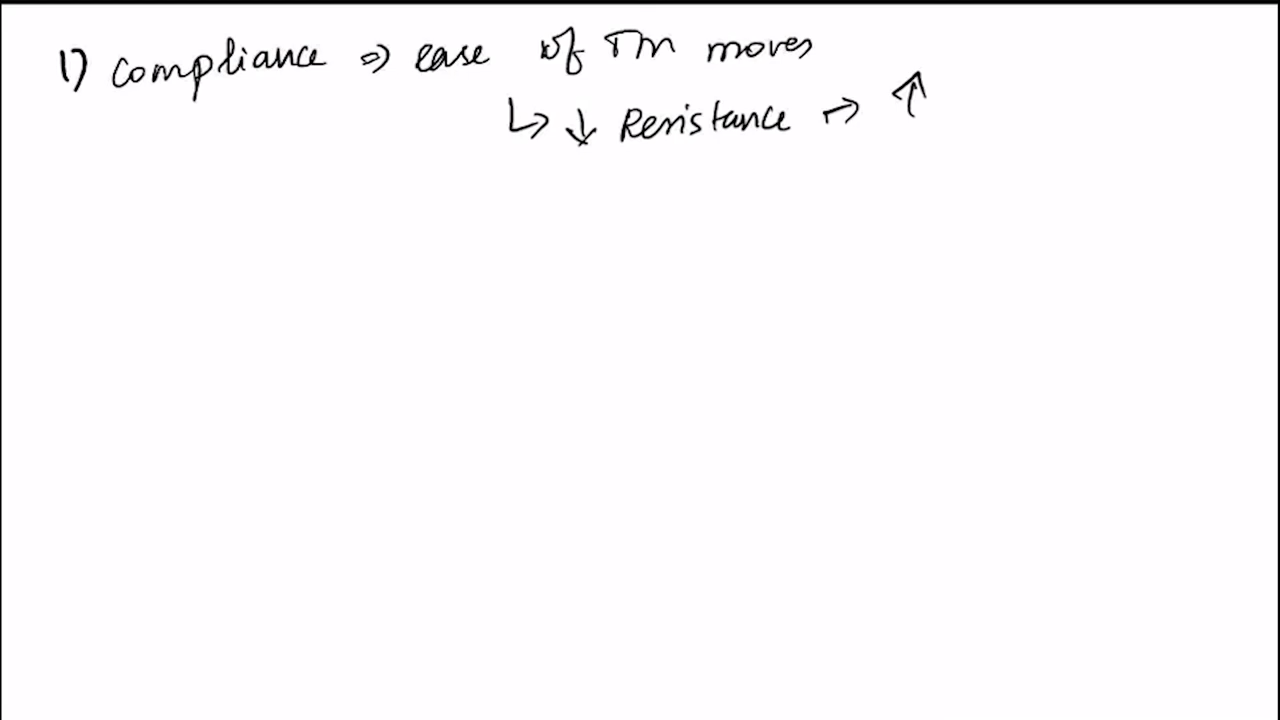 1) compliance ⇒ ease of TM moves
↳ ↓ Resistance → ↑